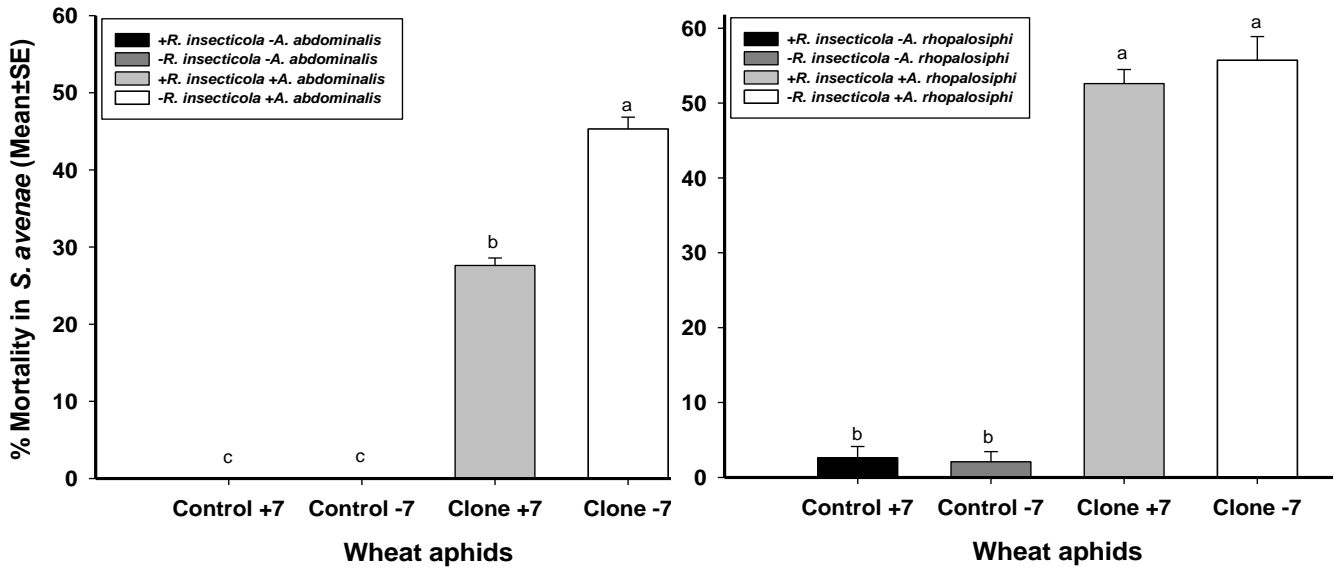 % Mortality in S. avenae (Mean±SE)
60
50
40
30
20
10
0
+R. insecticola -A. abdominalis
-R. insecticola -A. abdominalis
+R. insecticola +A. abdominalis
-R. insecticola +A. abdominalis
c
c
b
a
Control +7
Control -7
Clone +7
Clone -7
Wheat aphids
60
50
40
30
20
10
0
+R. insecticola -A. rhopalosiphi
-R. insecticola -A. rhopalosiphi
+R. insecticola +A. rhopalosiphi
-R. insecticola +A. rhopalosiphi
b
b
a
a
Control +7
Control -7
Clone +7
Clone -7
Wheat aphids